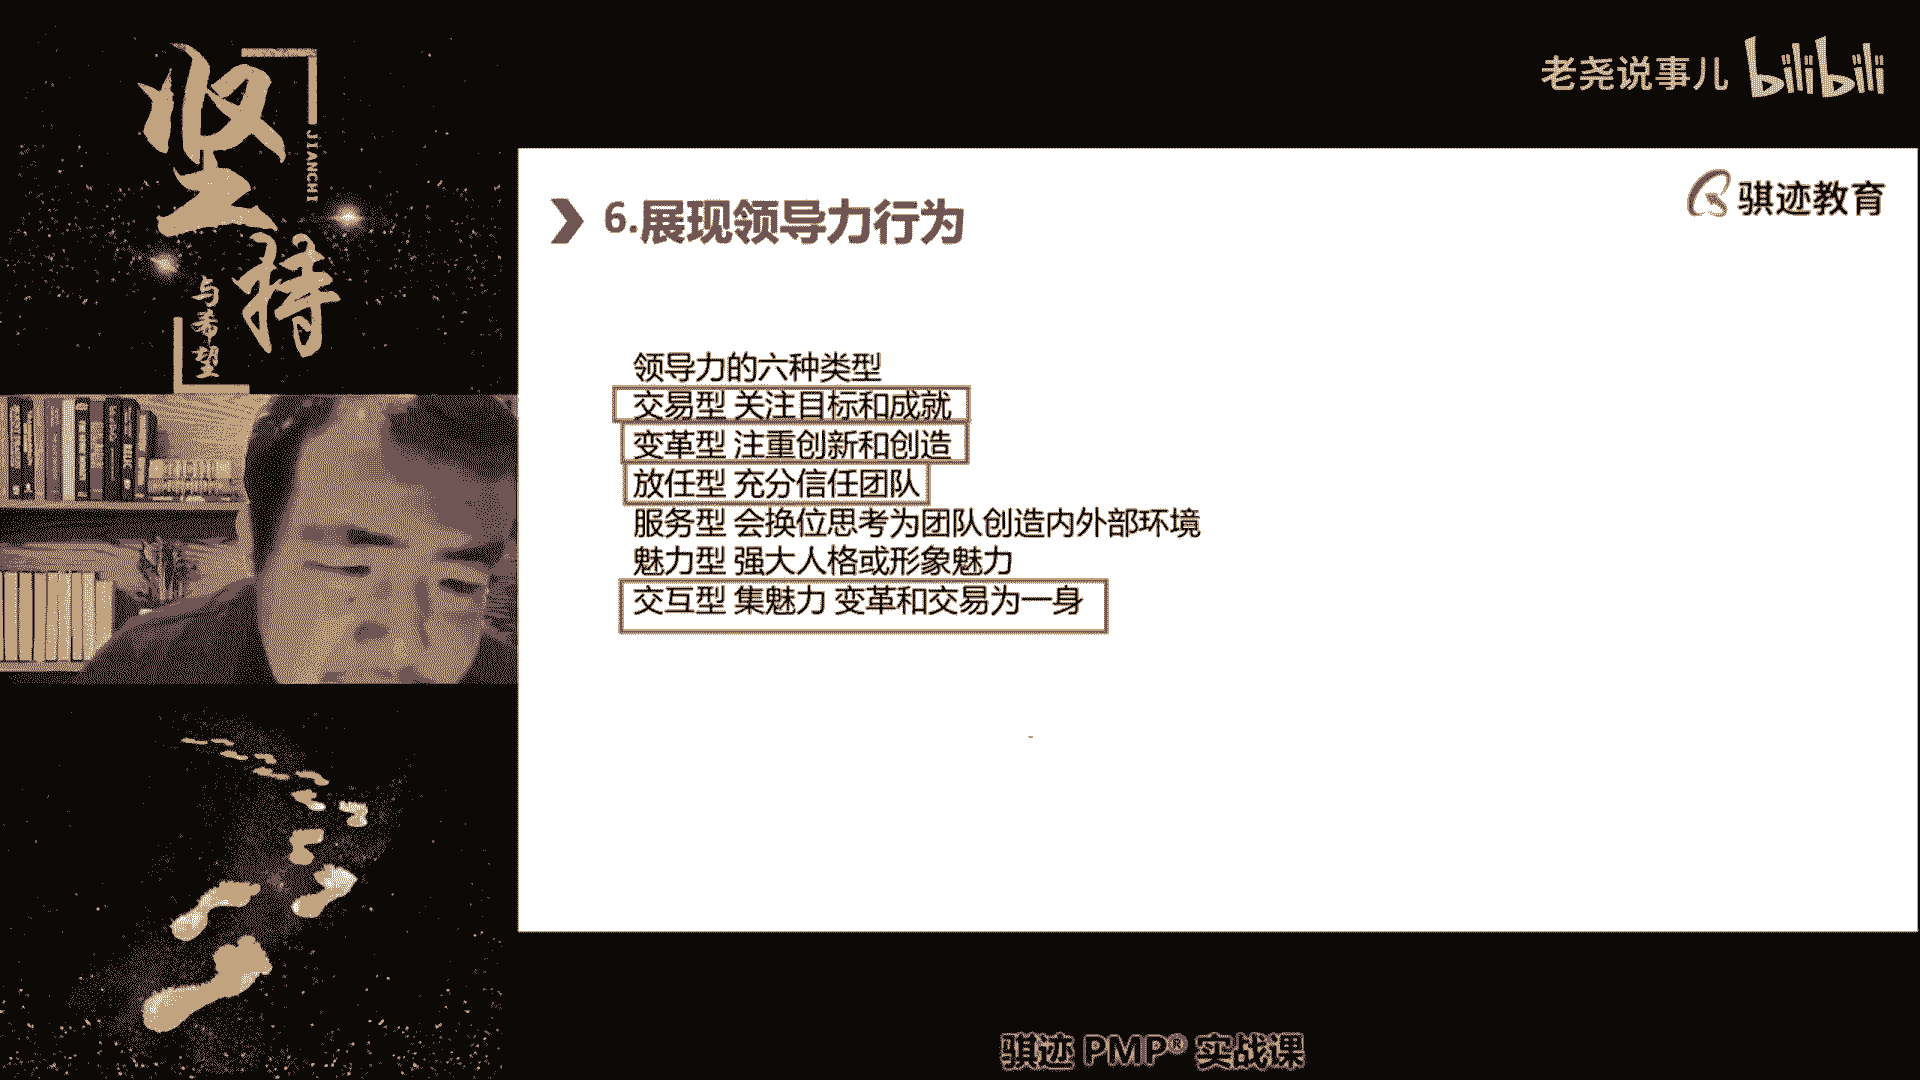 坚持
JIANCHI
与希望
老尧说事儿 bilibili
骐迹教育
6.展现领导力行为
领导力的六种类型
交易型 关注目标和成就
变革型 注重创新和创造
放任型 充分信任团队
服务型 会换位思考为团队创造内外部环境
魅力型 强大人格或形象魅力
交互型 集魅力 变革和交易为一身
骐迹 PMP® 实战课